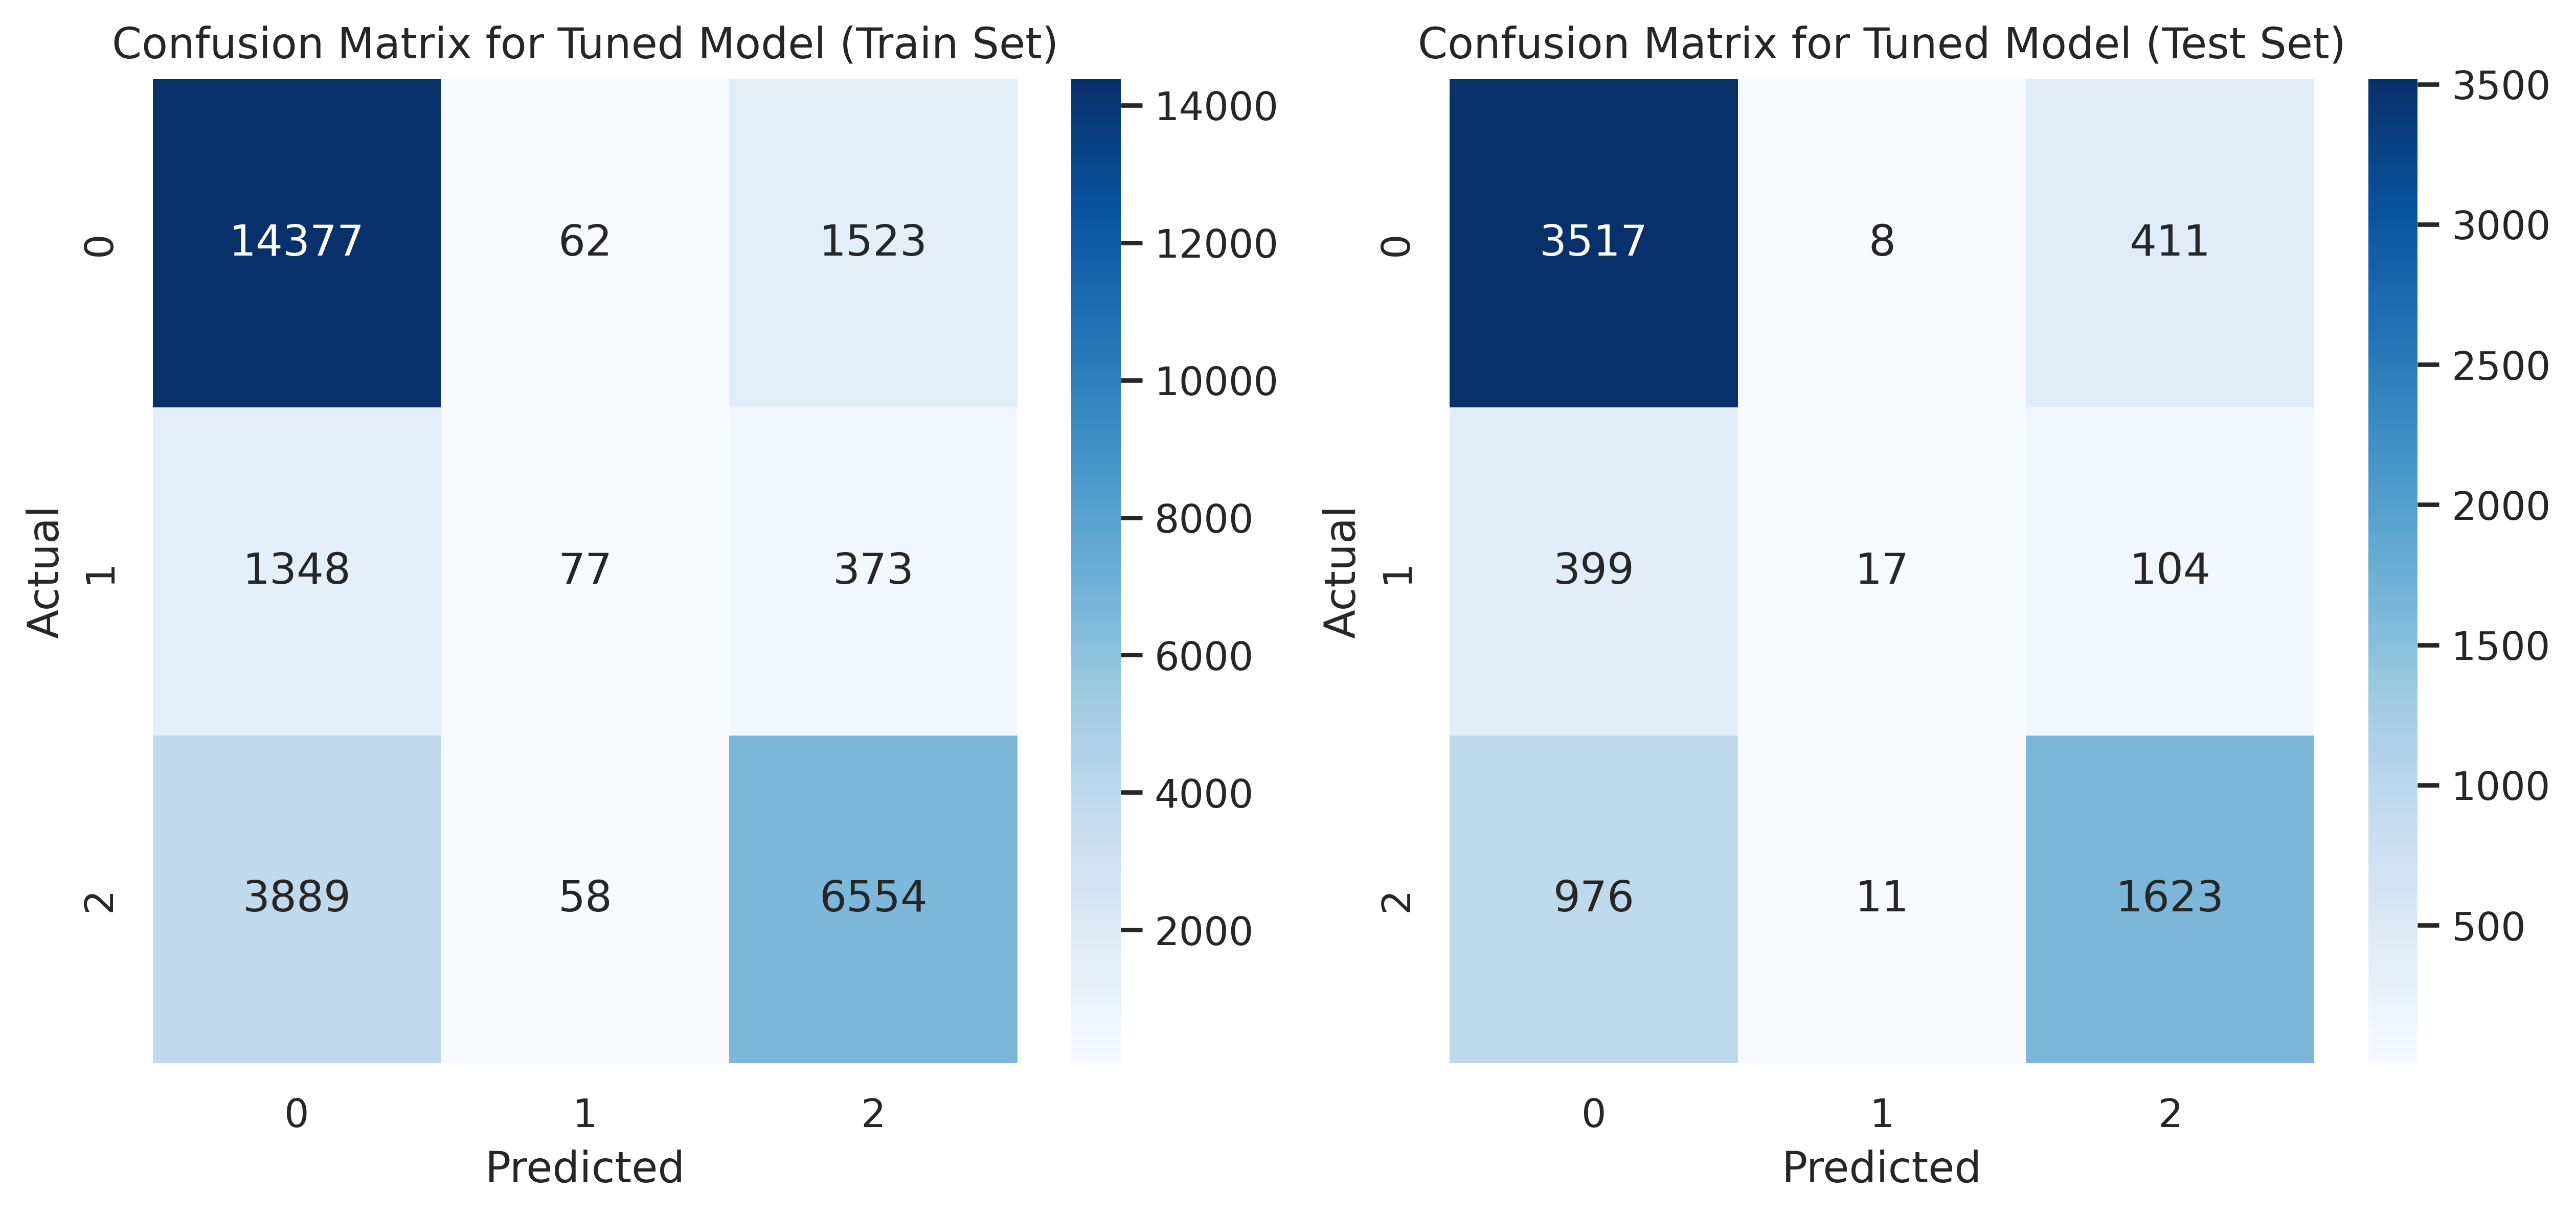 Confusion Matrix for Tuned Model (Train Set)
14377 62 1523
1348 77 373
3889 58 6554
0
1
2
Actual
0 1 2
Predicted
14000
12000
10000
8000
6000
4000
2000
Confusion Matrix for Tuned Model (Test Set)
3517 8 411
399 17 104
976 11 1623
0
1
2
Actual
0 1 2
Predicted
3500
3000
2500
2000
1500
1000
500